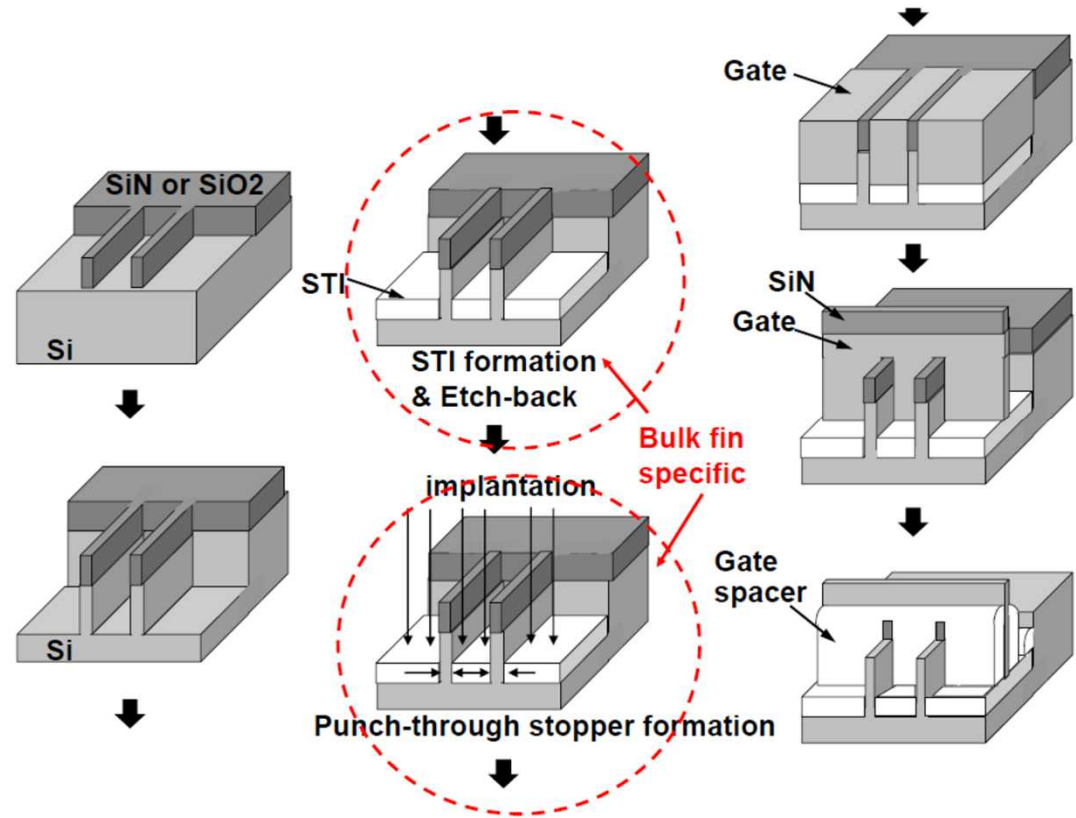 SiN or SiO2
Si
Si
STI
STI formation
& Etch-back
Bulk fin
specific
implantation
Punch-through stopper formation
Gate
SiN
Gate
Gate
spacer